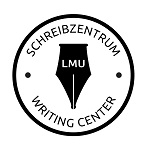 SCHREIBZENTRUM
LMU
WRITING CENTER